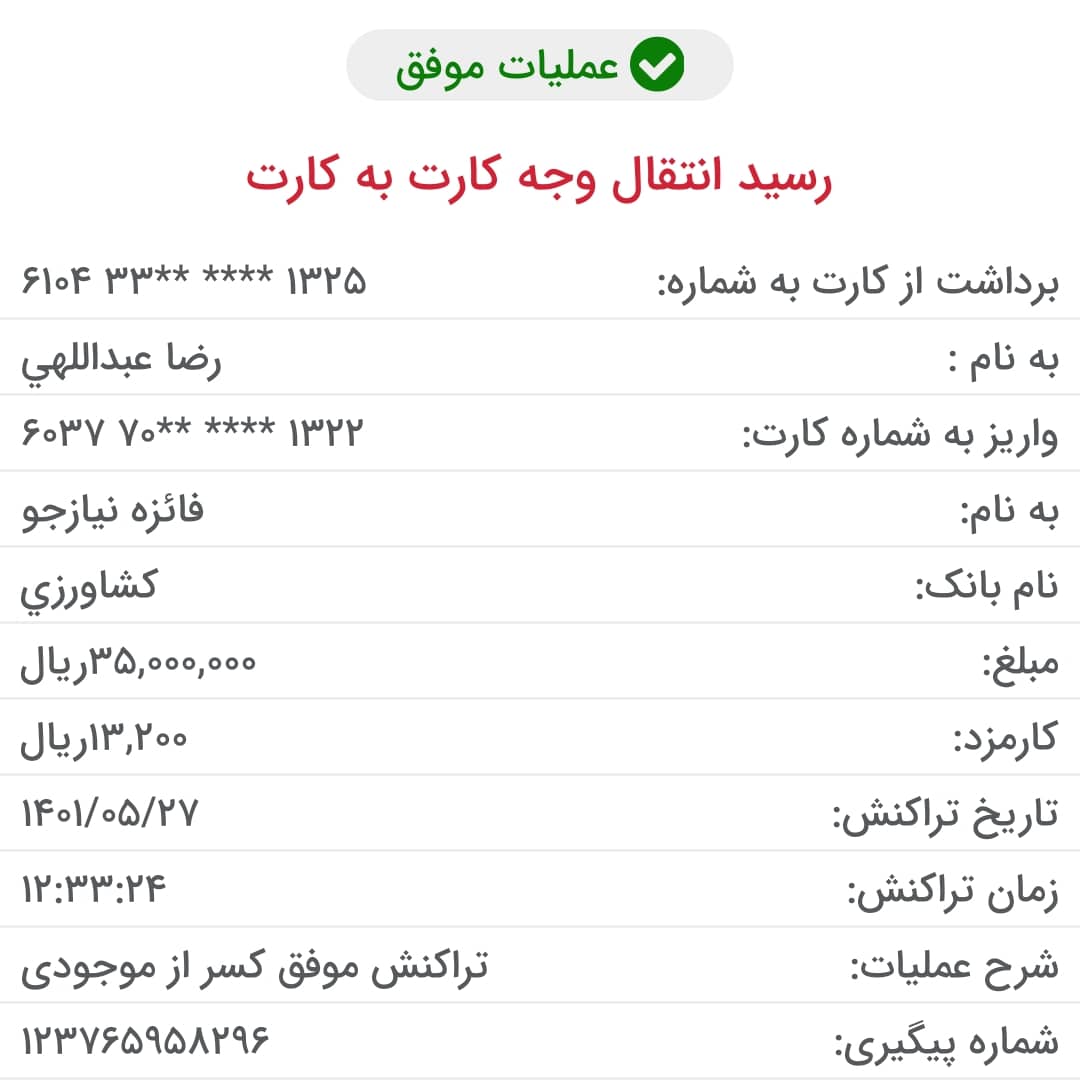 عملیات موفق
رسید انتقال وجه کارت به کارت
برداشت از کارت به شماره: ۶۱۰۴ ۳۳** **** ۱۳۲۵
به نام : رضا عبداللهي
واریز به شماره کارت: ۶۰۳۷ ۷۰** **** ۱۳۲۲
به نام: فائزه نیازجو
نام بانک: کشاورزي
مبلغ: ۳۵,۰۰۰,۰۰۰ریال
کارمزد: ۱۳,۲۰۰ریال
تاریخ تراکنش: ۱۴۰۱/۰۵/۲۷
زمان تراکنش: ۱۲:۳۳:۲۴
شرح عملیات: تراکنش موفق کسر از موجودی
شماره پیگیری: ۱۲۳۷۶۵۹۵۸۲۹۶